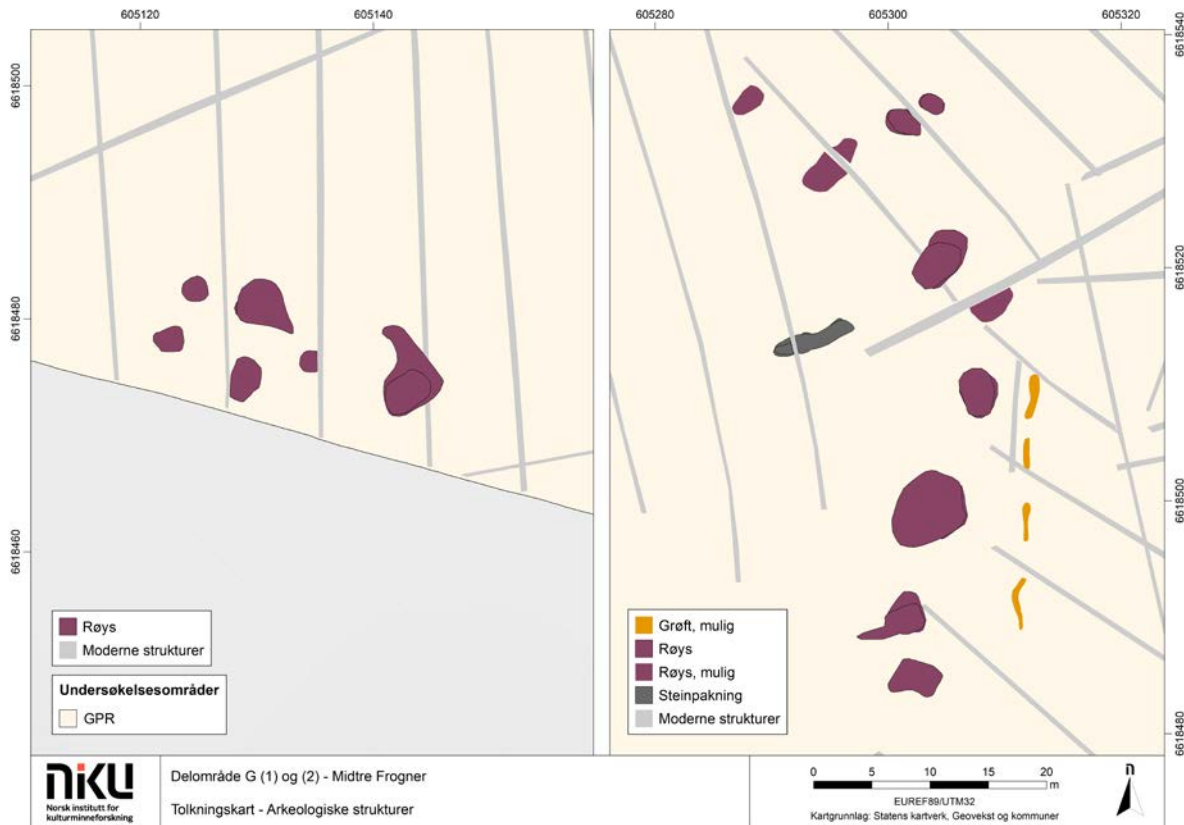 605120
605140
605280
605300
605320
6618500
6618480
6618460
6618540
6618520
6618500
6618480
Røys
Moderne strukturer
Undersøkelsesområder
GPR
Grøft, mulig
Røys
Røys, mulig
Steinpakning
Moderne strukturer
NIKU
Norsk institutt for
kulturminneforskning
Delområde G (1) og (2) - Midtre Frogner
Tolkningskart - Arkeologiske strukturer
0 5 10 15 20
m
EUREF89/UTM32
Kartgrunnlag: Statens kartverk, Geovekst og kommuner
n